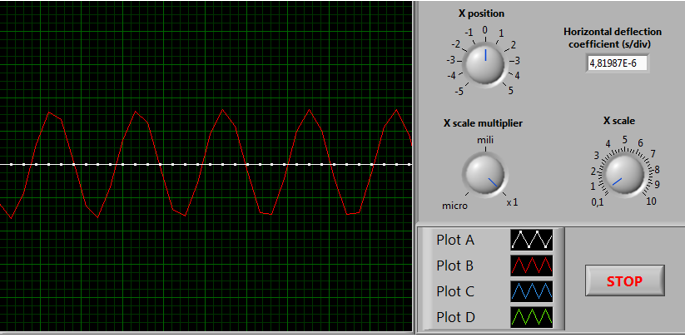 X position
-5 -4 -3 -2 -1 0 1 2 3 4 5
Horizontal deflection
coefficient (s/div)
4,81987E-6
X scale multiplier
micro mili x 1
X scale
0,1 1 2 3 4 5 6 7 8 9 10
Plot A
Plot B
Plot C
Plot D
STOP